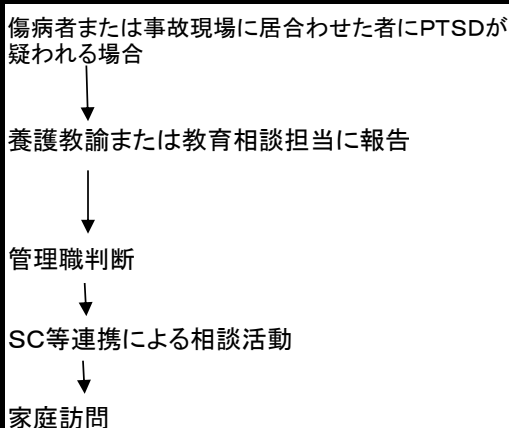 傷病者または事故現場に居合わせた者にPTSDが
疑われる場合
養護教諭または教育相談担当に報告
管理職判断
SC等連携による相談活動
家庭訪問